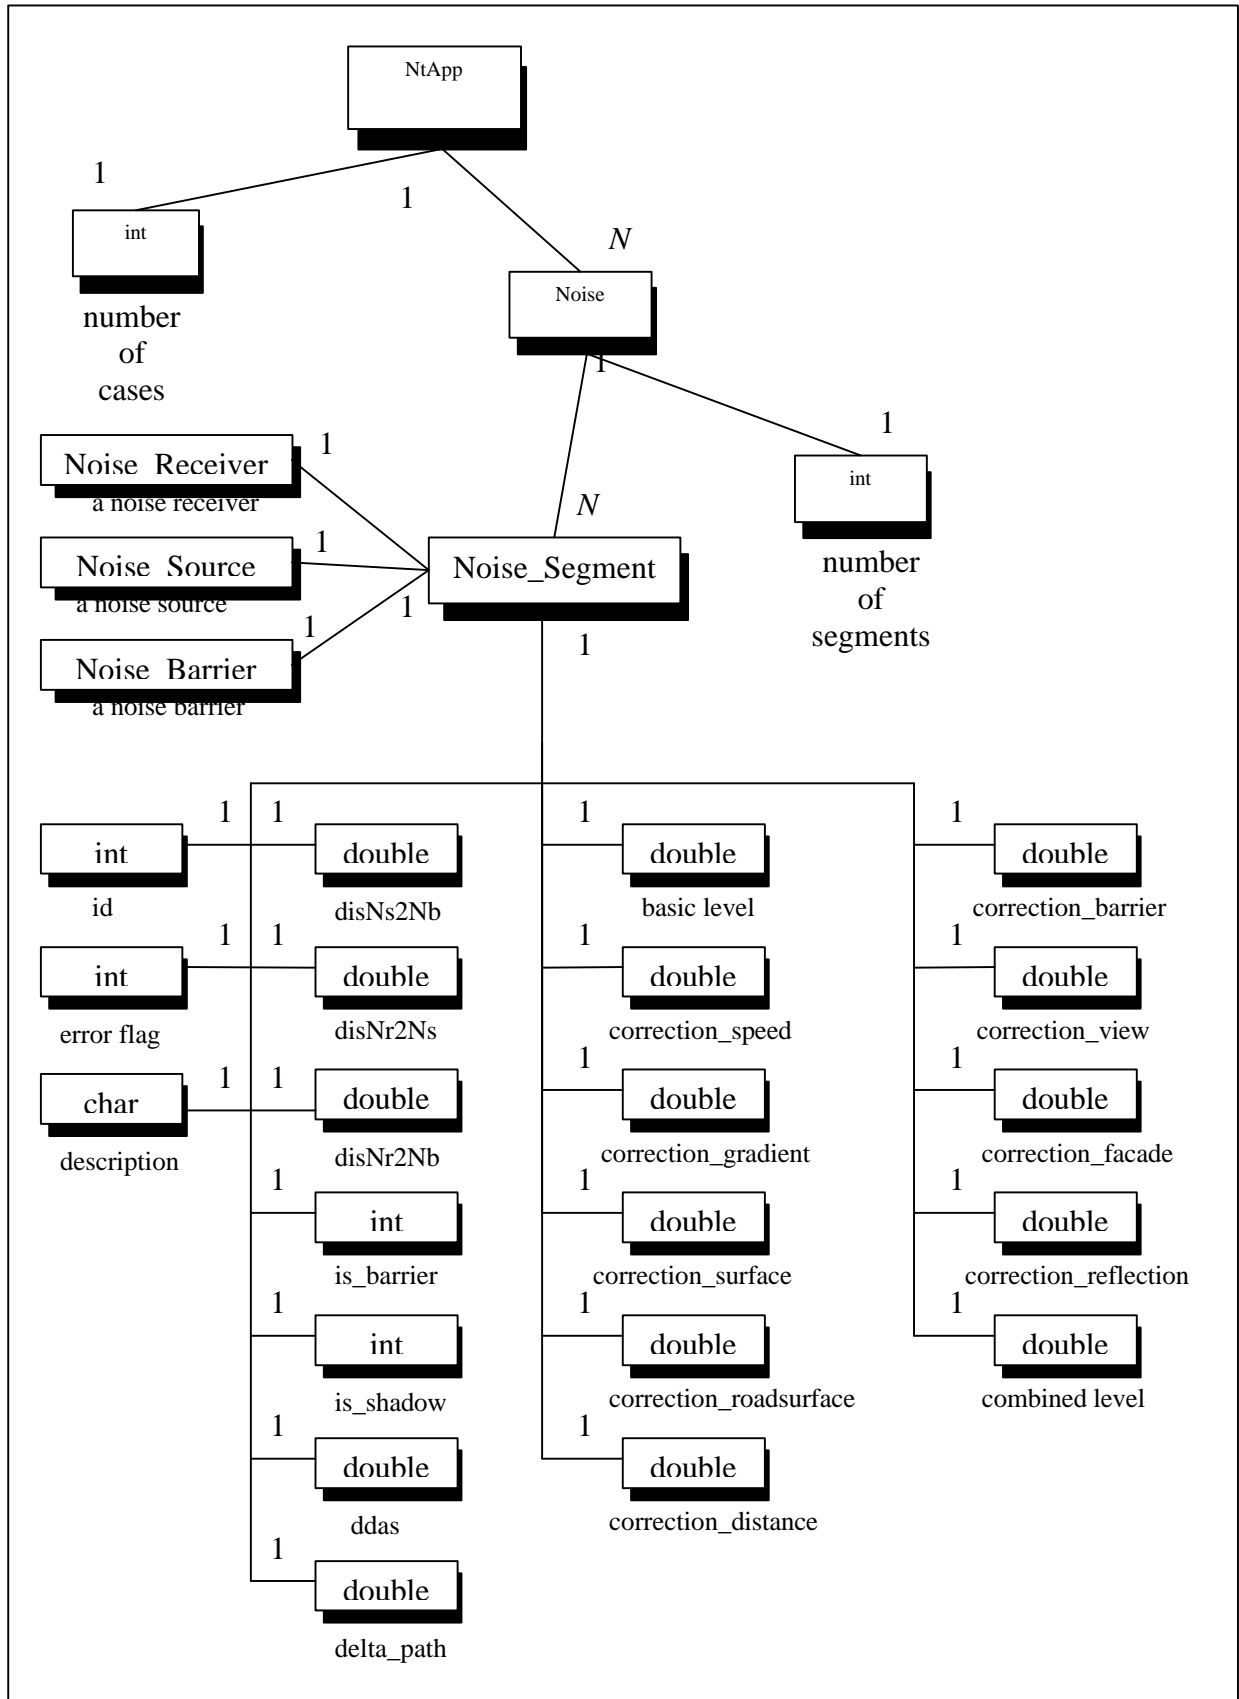 NtApp
1
1
int
N
Noise
number
of
cases
1
1
Noise_Receiver
1
a noise receiver
int
N
Noise_Source
1
a noise source
Noise_Segment
number
of
segments
1
1
1
Noise_Barrier
a noise barrier
1 1 1 1
int double double double
id disNs2Nb basic level correction_barrier
1 1 1 1
int double double double
error flag disNr2Ns correction_speed correction_view
1 1 1 1
char double double double
description disNr2Nb correction_gradient correction_facade
1 1 1
int double double
is_barrier correction_surface correction_reflection
1 1 1
int double double
is_shadow correction_roadsurface combined level
1 1
double double
ddas correction_distance
1
double
delta_path